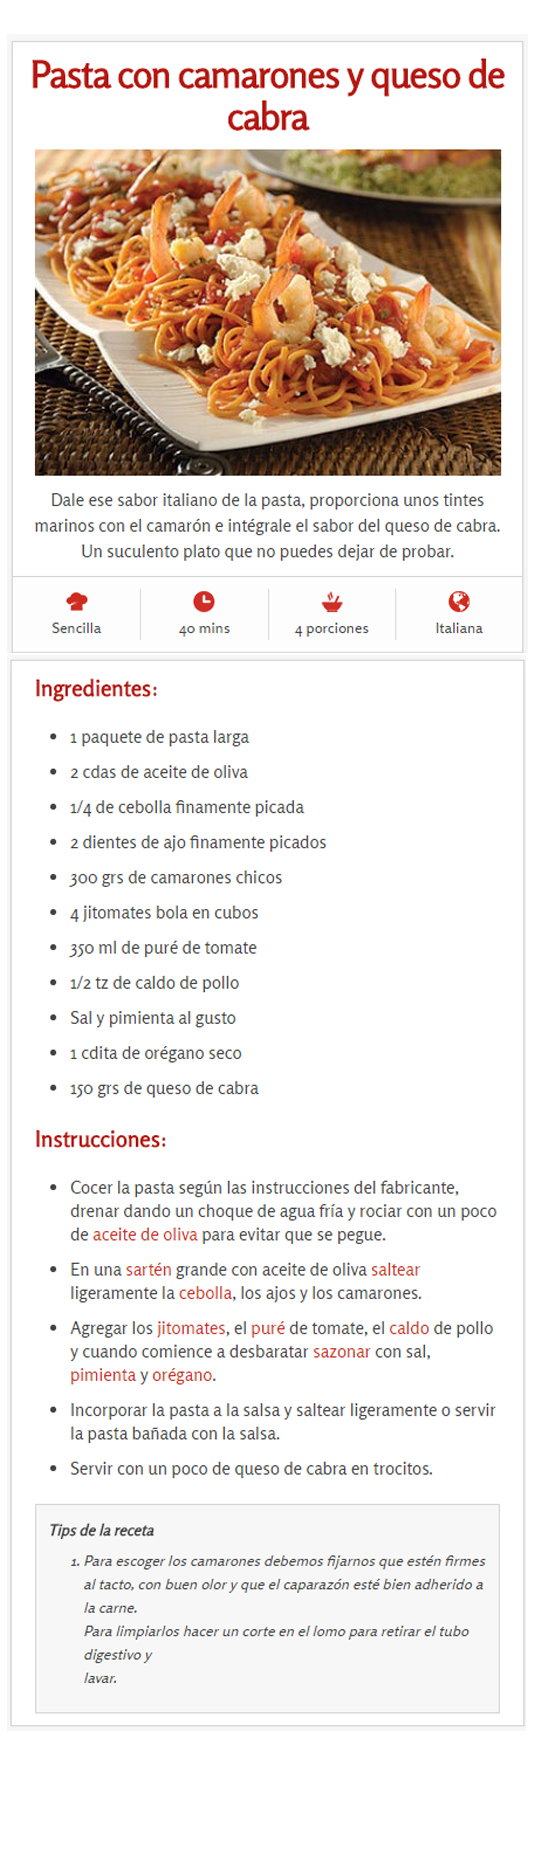 Pasta con camarones y queso de
cabra
Dale ese sabor italiano de la pasta, proporciona unos tintes
marinos con el camarón e intégrale el sabor del queso de cabra.
Un suculento plato que no puedes dejar de probar.
Sencilla
40 mins
4 porciones
Italiana
Ingredientes:
• 1 paquete de pasta larga
• 2 cdas de aceite de oliva
• 1/4 de cebolla finamente picada
• 2 dientes de ajo finamente picados
• 300 grs de camarones chicos
• 4 jitomates bola en cubos
• 350 ml de puré de tomate
• 1/2 tz de caldo de pollo
• Sal y pimienta al gusto
• 1 cdita de orégano seco
• 150 grs de queso de cabra
Instrucciones:
• Cocer la pasta según las instrucciones del fabricante,
drenar dando un choque de agua fría y rociar con un poco
de aceite de oliva para evitar que se pegue.
• En una sartén grande con aceite de oliva saltear
ligeramente la cebolla, los ajos y los camarones.
• Agregar los jitomates, el puré de tomate, el caldo de pollo
y cuando comience a desbaratar sazonar con sal,
pimienta y orégano.
• Incorporar la pasta a la salsa y saltear ligeramente o servir
la pasta bañada con la salsa.
• Servir con un poco de queso de cabra en trocitos.
Tips de la receta
1. Para escoger los camarones debemos fijarnos que estén firmes
al tacto, con buen olor y que el caparazón esté bien adherido a
la carne.
Para limpiarlos hacer un corte en el lomo para retirar el tubo
digestivo y
lavar.